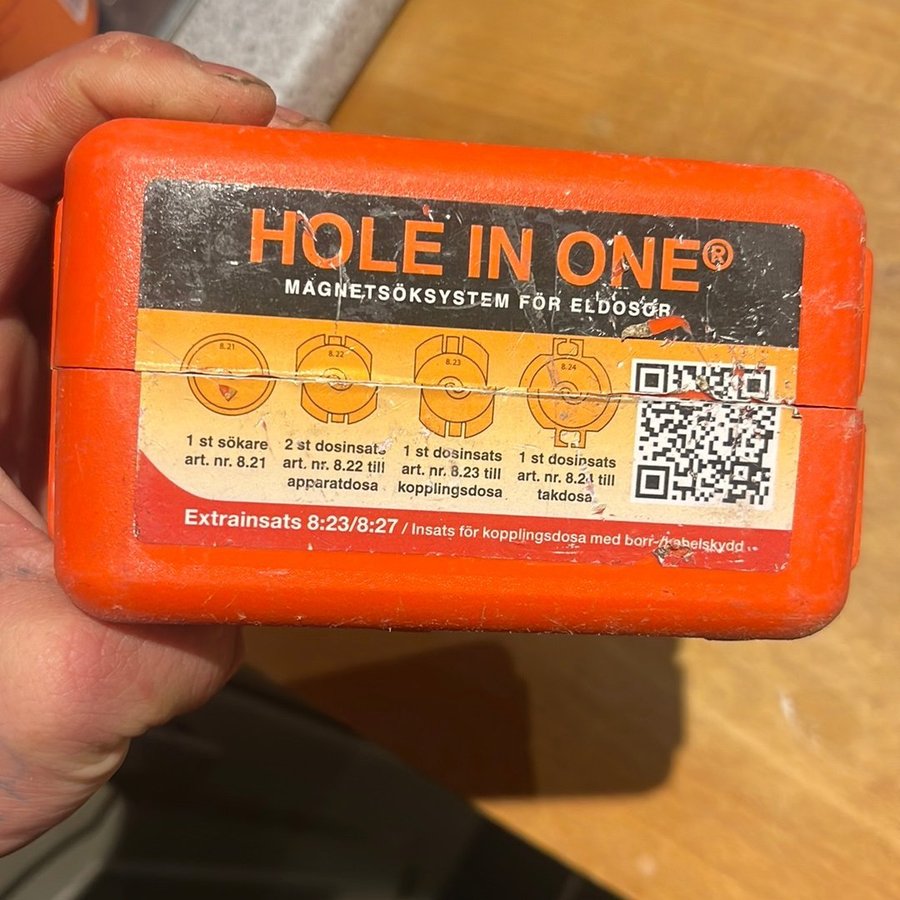 HOLE IN ONE®
MAGNETSÖKSYSTEM FÖR ELDOSOR
8.21
8.22
8.23
8.24
1 st sökare
art. nr. 8.21
2 st dosinsats
art. nr. 8.22 till
apparatdosa
1 st dosinsats
art. nr. 8.23 till
kopplingsdosa
1 st dosinsats
art. nr. 8.24 till
takdosa
Extrainsats 8:23/8:27 / Insats för kopplingsdosa med borr-/kabelskydd